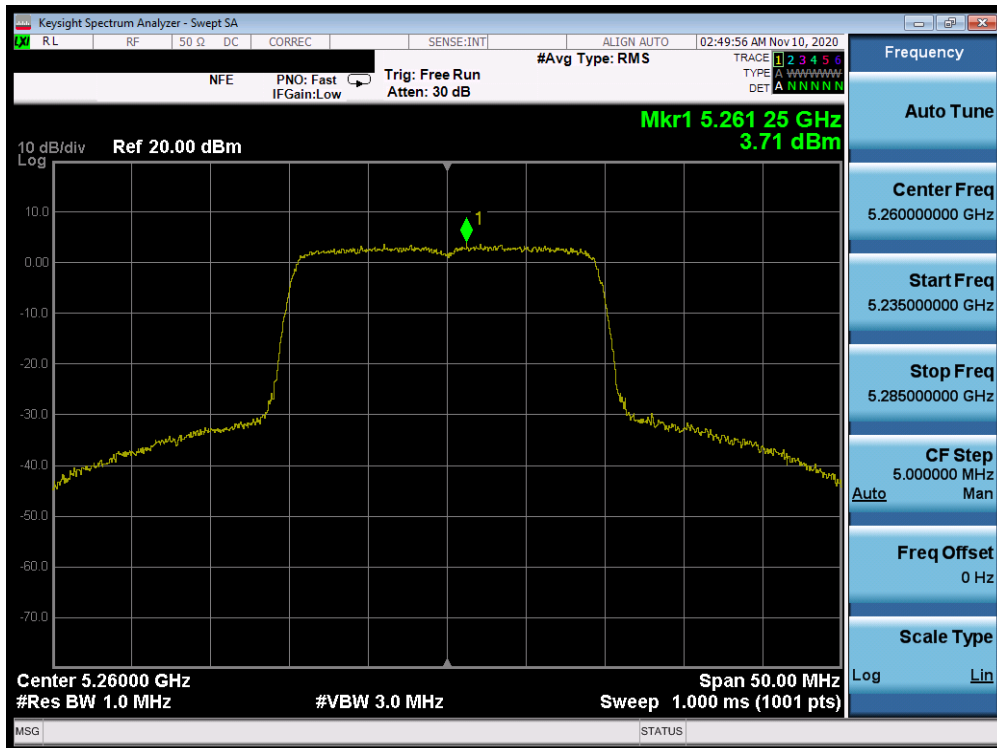 Keysight Spectrum Analyzer - Swept SA
LXI RL RF 50 Ω DC CORREC SENSE:INT ALIGN AUTO 02:49:56 AM Nov 10, 2020
NFE PNO: Fast Trig: Free Run #Avg Type: RMS TRACE 1 2 3 4 5 6
IFGain:Low Atten: 30 dB TYPE A WWWWW
DET A N N N N N
Mkr1 5.261 25 GHz
3.71 dBm
10 dB/div Ref 20.00 dBm
Log
1
10.0
0.00
-10.0
-20.0
-30.0
-40.0
-50.0
-60.0
-70.0
Center 5.26000 GHz Span 50.00 MHz
#Res BW 1.0 MHz #VBW 3.0 MHz Sweep 1.000 ms (1001 pts)
MSG STATUS
Frequency
Auto Tune
Center Freq
5.260000000 GHz
Start Freq
5.235000000 GHz
Stop Freq
5.285000000 GHz
CF Step
5.000000 MHz
Auto Man
Freq Offset
0 Hz
Scale Type
Log Lin